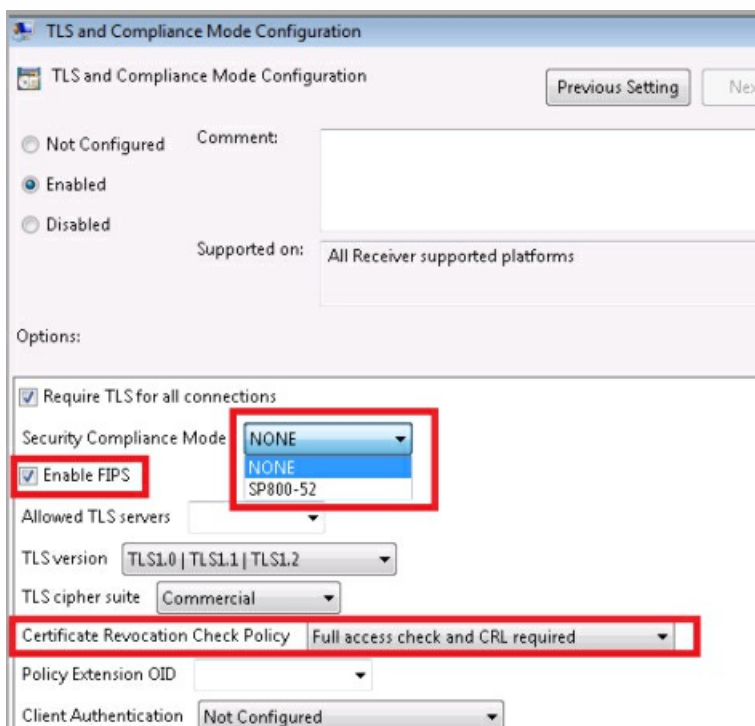 TLS and Compliance Mode Configuration
TLS and Compliance Mode Configuration
Previous Setting
Not Configured
Comment:
Enabled
Disabled
Supported on:
All Receiver supported platforms
Options:
Require TLS for all connections
Security Compliance Mode NONE
NONE
Enable FIPS
SP800-52
Allowed TLS servers
TLS version TLS1.0 | TLS1.1 | TLS1.2
TLS cipher suite Commercial
Certificate Revocation Check Policy Full access check and CRL required
Policy Extension OID
Client Authentication Not Configured